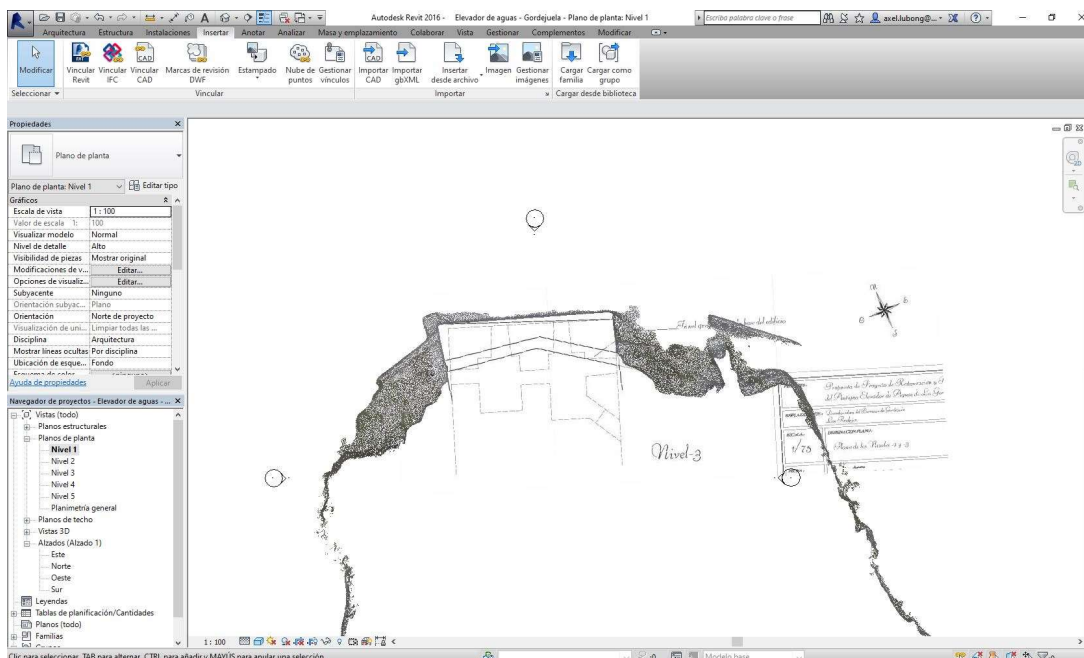 Autodesk Revit 2016 - Elevador de aguas - Gordejuela - Plano de planta: Nivel 1
Escriba palabra clave o frase
axel.lubong@...
Arquitectura Estructura Instalaciones Insertar Anotar Analizar Masa y emplazamiento Colaborar Vista Gestionar Complementos Modificar
Modificar
Vincular Revit
Vincular IFC
Vincular CAD
Marcas de revisión DWF
Estampado
Nube de puntos
Gestionar vínculos
Importar CAD
Importar gbXML
Insertar desde archivo
Imagen
Gestionar imágenes
Cargar familia
Cargar como grupo
Seleccionar
Vincular
Importar
Cargar desde biblioteca
Propiedades
Plano de planta
Plano de planta: Nivel 1
Editar tipo
Gráficos
Escala de vista 1 : 100
Valor de escala 1: 100
Visualizar modelo Normal
Nivel de detalle Alto
Visibilidad de piezas Mostrar original
Modificaciones de v... Editar...
Opciones de visualiz... Editar...
Subyacente Ninguno
Orientación subyac... Plano
Orientación Norte de proyecto
Visualización de uni... Limpiar todas las ...
Disciplina Arquitectura
Mostrar líneas ocultas Por disciplina
Ubicación de esque... Fondo
Ayuda de propiedades
Aplicar
Navegador de proyectos - Elevador de aguas - ...
Vistas (todo)
Planos estructurales
Planos de planta
Nivel 1
Nivel 2
Nivel 3
Nivel 4
Nivel 5
Planimetría general
Planos de techo
Vistas 3D
Alzados (Alzado 1)
Este
Norte
Oeste
Sur
Leyendas
Tablas de planificación/Cantidades
Planos (todo)
Familias
Nivel-3
1/75
1 : 100
Clic para seleccionar, TAB para alternar, CTRL para añadir y MAYÚS para anular una selección.
Modelo base